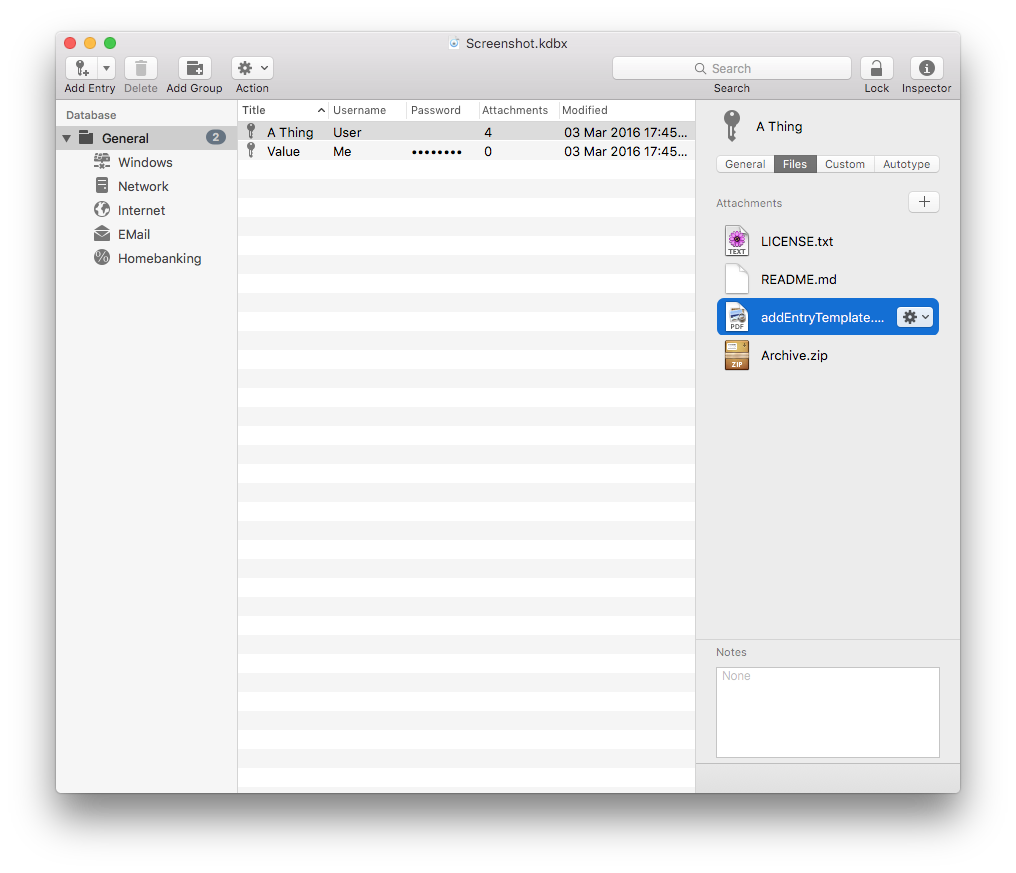 Screenshot.kdbx
Search
Add Entry Delete Add Group Action Search Lock Inspector
Database
General 2
Windows
Network
Internet
EMail
Homebanking
Title Username Password Attachments Modified
A Thing User 4 03 Mar 2016 17:45...
Value Me •••••••• 0 03 Mar 2016 17:45...
A Thing
General Files Custom Autotype
Attachments
TEXT LICENSE.txt
README.md
PDF addEntryTemplate....
ZIP Archive.zip
Notes
None